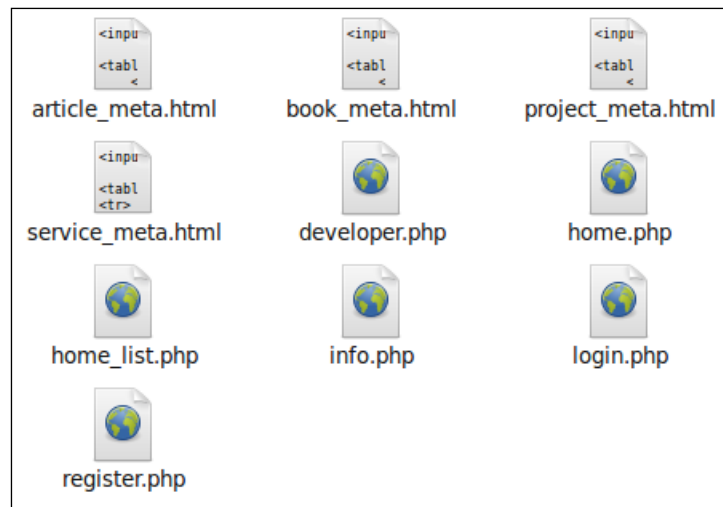 <inpu <inpu <inpu
<tabl <tabl <tabl
< < <
article_meta.html book_meta.html project_meta.html
<inpu
<tabl
<tr>
service_meta.html developer.php home.php
home_list.php info.php login.php
register.php